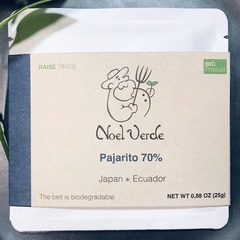 RAISE TRADE
BIO
Product
Noel Verde
Pajarito 70%
Japan * Ecuador
The belt is biodegradable
NET WT 0,88 OZ (25g)